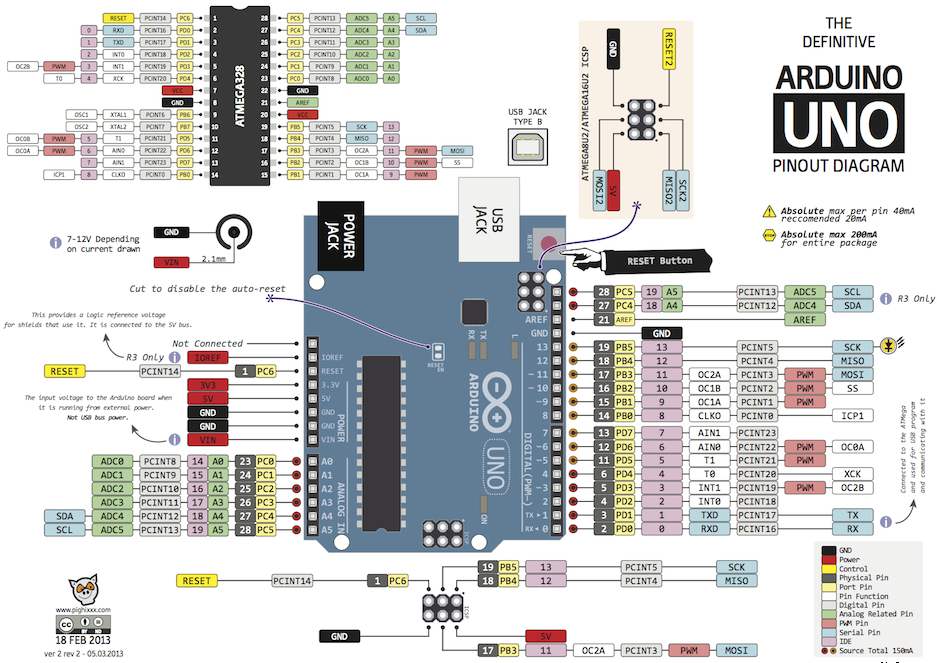 THE
DEFINITIVE
ARDUINO
UNO
PINOUT DIAGRAM
RESET PCINT14 PC6 1 28 PC5 PCINT13 ADC5 A5 SCL
0 RXD PCINT16 PD0 2 27 PC4 PCINT12 ADC4 A4 SDA
1 TXD PCINT17 PD1 3 26 PC3 PCINT11 ADC3 A3
2 INT0 PCINT18 PD2 4 25 PC2 PCINT10 ADC2 A2
OC2B PWM 3 INT1 PCINT19 PD3 5 24 PC1 PCINT9 ADC1 A1
T0 4 XCK PCINT20 PD4 6 23 PC0 PCINT8 ADC0 A0
VCC 7 22 GND
GND 8 21 AREF
OSC1 XTAL1 PCINT6 PB6 9 20 VCC
OSC2 XTAL2 PCINT7 PB7 10 19 PB5 PCINT5 SCK 13
OC0B PWM 5 T1 PCINT21 PD5 11 18 PB4 PCINT4 MISO 12
OC0A PWM 6 AIN0 PCINT22 PD6 12 17 PB3 PCINT3 OC2A 11 PWM MOSI
7 AIN1 PCINT23 PD7 13 16 PB2 PCINT2 OC1B 10 PWM SS
ICP1 8 CLKO PCINT0 PB0 14 15 PB1 PCINT1 OC1A 9 PWM
ATMEGA328
USB JACK
TYPE B
ATMEGA8U2/ATMEGA16U2 ICSP
GND
RESET2
MOSI2
5V
MISO2
SCK2
Absolute max per pin 40mA
reccomended 20mA
Absolute max 200mA
for entire package
7-12V Depending
on current drawn
GND
VIN
2.1mm
POWER
JACK
USB
JACK
RESET
RESET Button
Cut to disable the auto-reset
This provides a logic reference voltage
for shields that use it. It is connected to the 5V bus.
Not Connected
R3 Only IOREF
RESET PCINT14 1 PC6
3V3
5V
GND
GND
VIN
The input voltage to the Arduino board when
it is running from external power.
Not USB bus power.
ADC0 PCINT8 14 A0 23 PC0
ADC1 PCINT9 15 A1 24 PC1
ADC2 PCINT10 16 A2 25 PC2
ADC3 PCINT11 17 A3 26 PC3
SDA ADC4 PCINT12 18 A4 27 PC4
SCL ADC5 PCINT13 19 A5 28 PC5
IOREF
RESET
3.3V
5V
GND
GND
VIN
POWER
A0
A1
A2
A3
A4
A5
ANALOG IN
RESET EN
RX
TX
L
ARDUINO
UNO
ON
ICSP
AREF
GND
13
12
~11
~10
~9
8
7
~6
~5
4
~3
2
TX▸1
RX◂0
DIGITAL(PWM~)
28 PC5 19 A5 PCINT13 ADC5 SCL
27 PC4 18 A4 PCINT12 ADC4 SDA
R3 Only
21 AREF AREF
GND
19 PB5 13 PCINT5 SCK
18 PB4 12 PCINT4 MISO
17 PB3 11 OC2A PCINT3 PWM MOSI
16 PB2 10 OC1B PCINT2 PWM SS
15 PB1 9 OC1A PCINT1 PWM
14 PB0 8 CLKO PCINT0 ICP1
13 PD7 7 AIN1 PCINT23
12 PD6 6 AIN0 PCINT22 PWM OC0A
11 PD5 5 T1 PCINT21 PWM
6 PD4 4 T0 PCINT20 XCK
5 PD3 3 INT1 PCINT19 PWM OC2B
4 PD2 2 INT0 PCINT18
3 PD1 1 TXD PCINT17 TX
2 PD0 0 RXD PCINT16 RX
Connected to the ATMega
and used for USB program
and communicating with it
RESET PCINT14 1 PC6
19 PB5 13 PCINT5 SCK
18 PB4 12 PCINT4 MISO
ICSP
GND
5V
17 PB3 11 OC2A PCINT3 PWM MOSI
www.pighixxx.com
cc
BY ND
18 FEB 2013
ver 2 rev 2 - 05.03.2013
GND
Power
Control
Physical Pin
Port Pin
Pin Function
Digital Pin
Analog Related Pin
PWM Pin
Serial Pin
IDE
Source Total 150mA